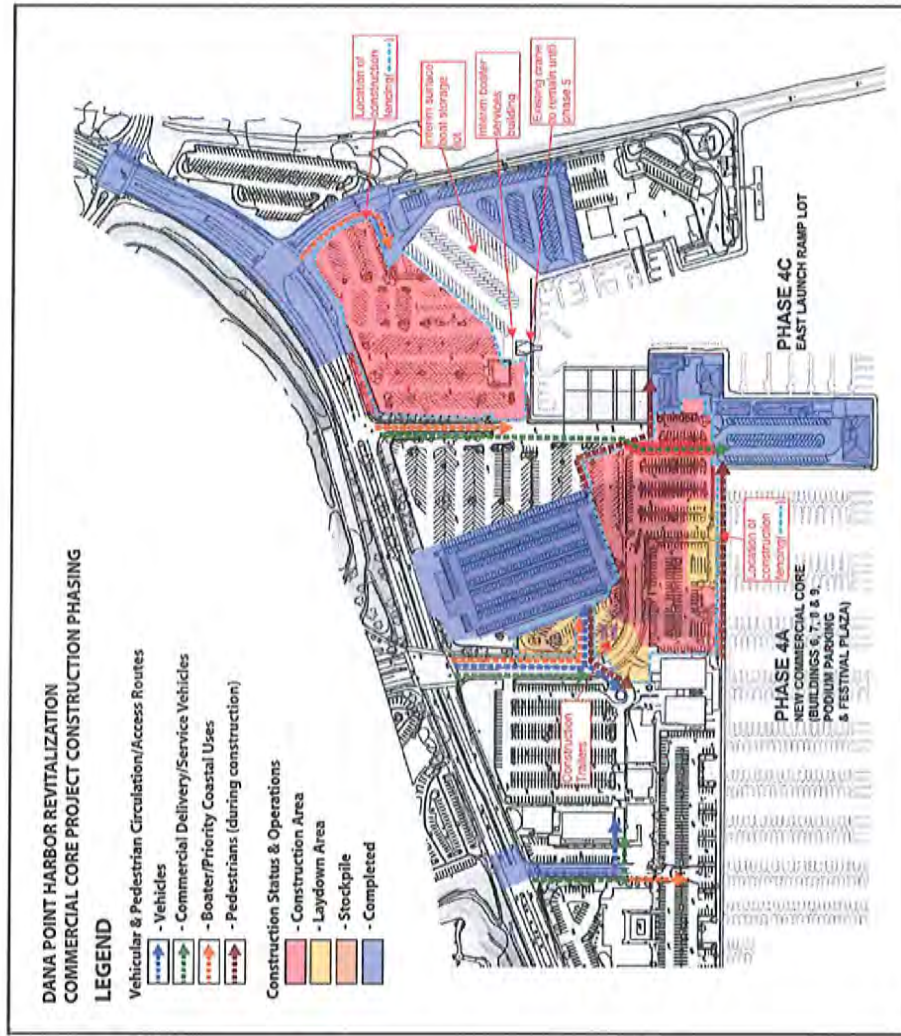 DANA POINT HARBOR REVITALIZATION
COMMERCIAL CORE PROJECT CONSTRUCTION PHASING
LEGEND
Vehicular & Pedestrian Circulation/Access Routes
- Vehicles
- Commercial Delivery/Service Vehicles
- Boater/Priority Coastal Uses
- Pedestrians (during construction)
Construction Status & Operations
- Construction Area
- Laydown Area
- Stockpile
- Completed
Location of
construction
fencing(----)
Interim surface
boat storage
lot
Interim boater
services
building
Existing crane
to remain until
phase 5
PHASE 4C
EAST LAUNCH RAMP LOT
Location of
construction
fencing(----)
Construction
Trailers
PHASE 4A
NEW COMMERCIAL CORE
(BUILDINGS 6, 7, 8 & 9,
PODIUM PARKING
& FESTIVAL PLAZA)